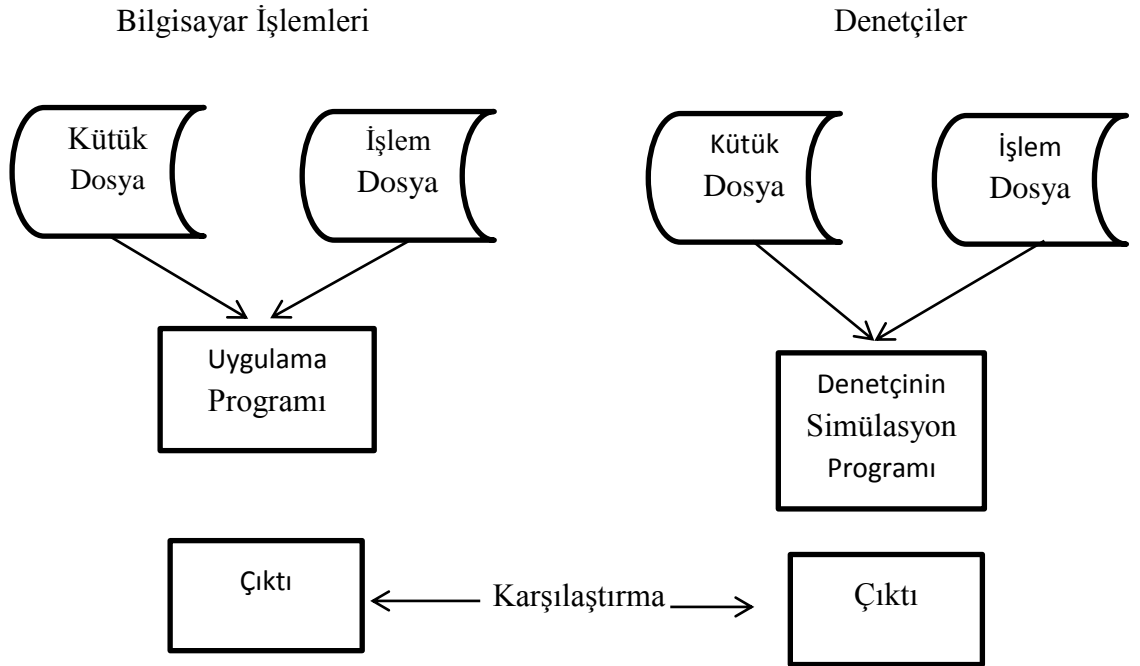 Bilgisayar İşlemleri
Denetçiler
Kütük
Dosya
İşlem
Dosya
Kütük
Dosya
İşlem
Dosya
Uygulama
Programı
Denetçinin
Simülasyon
Programı
Çıktı
Karşılaştırma
Çıktı